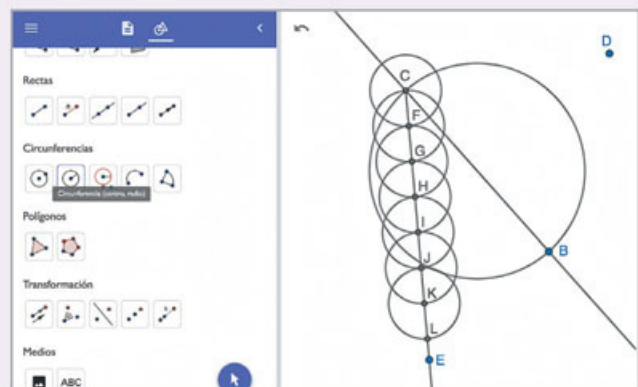 Rectas
Circunferencias
Circunferencia (centro, radio)
Polígonos
Transformación
Medios
ABC
D
C
F
G
H
I
B
J
K
L
E